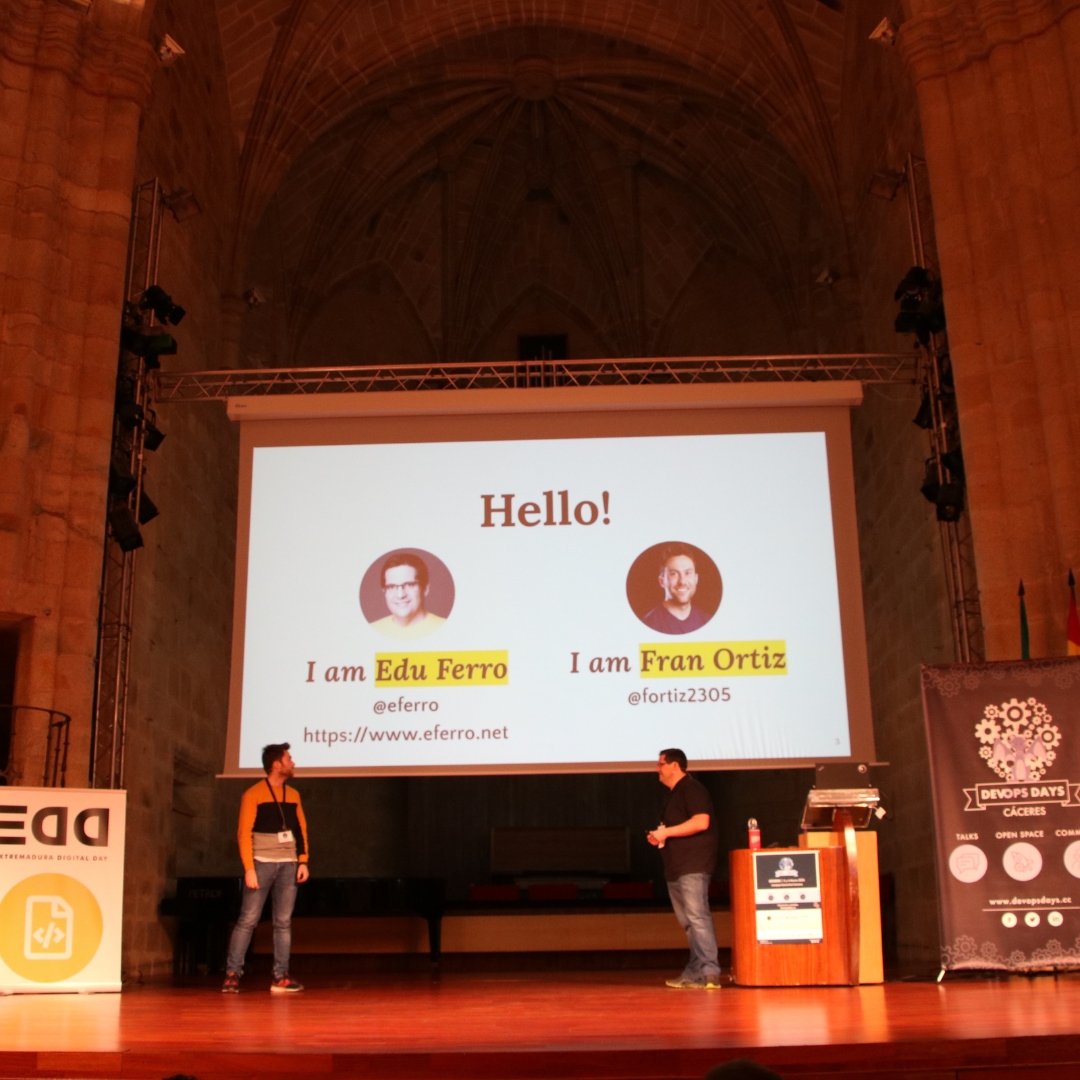 Hello!
I am Edu Ferro
@eferro
https://www.eferro.net
I am Fran Ortiz
@fortiz2305
EDD
EXTREMADURA DIGITAL DAY
</>
DEVOPS DAYS
CÁCERES
TALKS
OPEN SPACE
www.devopsdays.cc